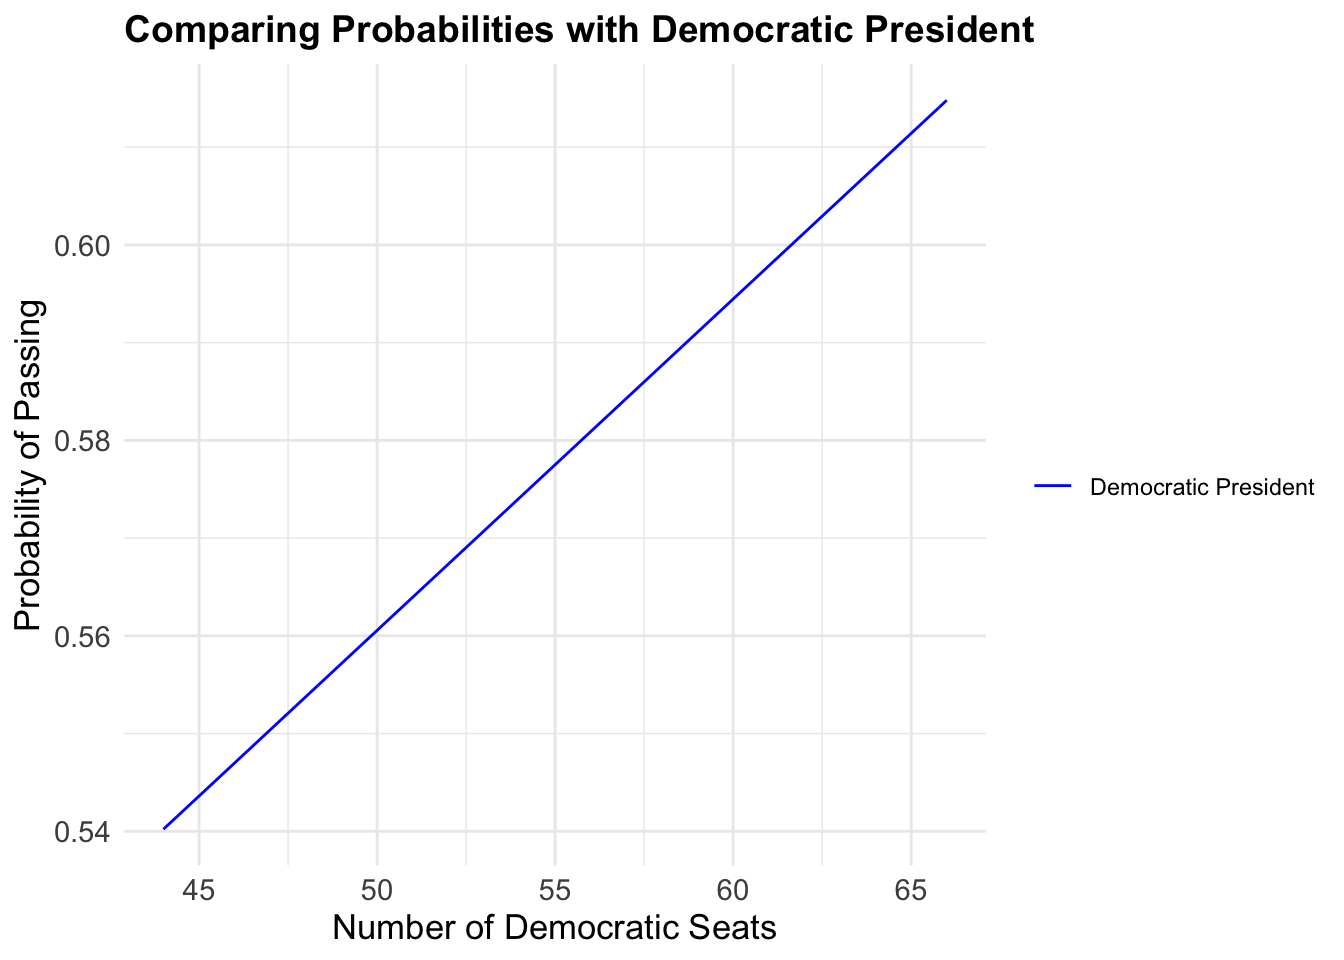 Comparing Probabilities with Democratic President
Probability of Passing
0.60
0.58
0.56
0.54
45 50 55 60 65
Number of Democratic Seats
Democratic President